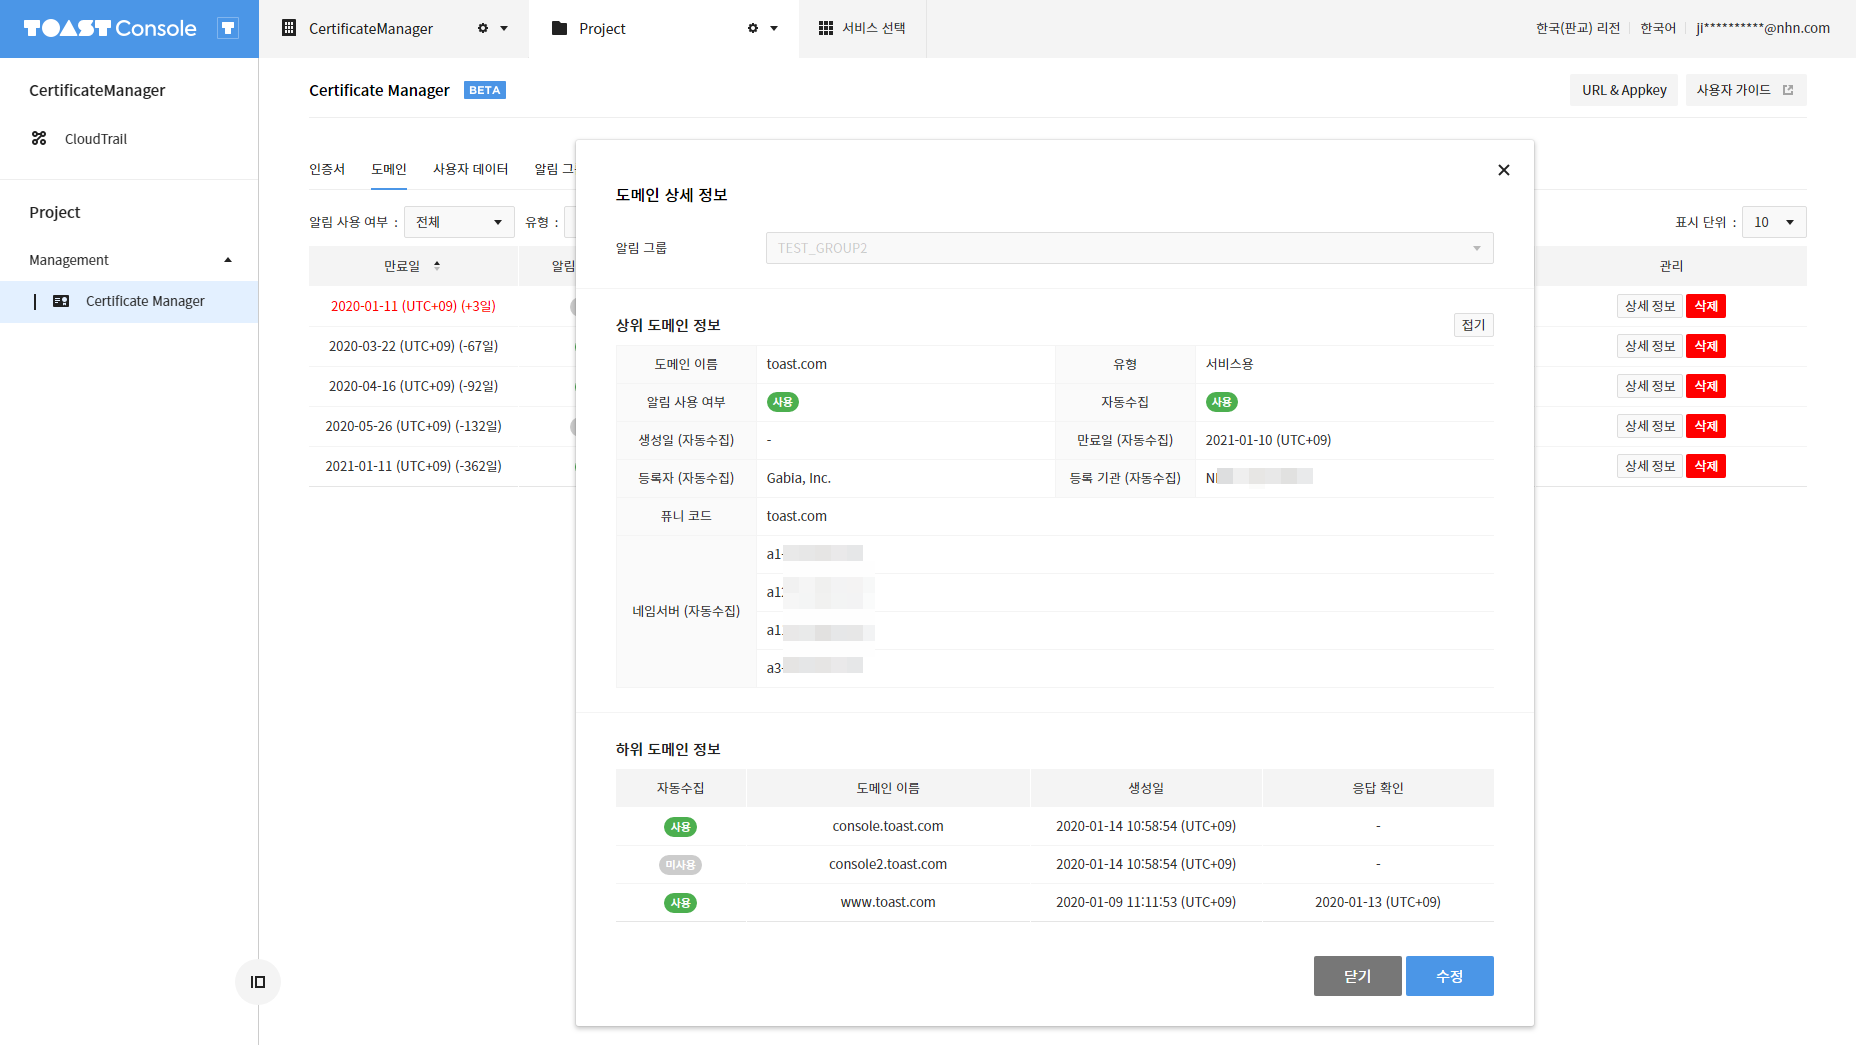 TOAST Console T
CertificateManager
Project
서비스 선택
한국(판교) 리전
한국어
ji**********@nhn.com
CertificateManager
CloudTrail
Project
Management
Certificate Manager
Certificate Manager BETA
URL & Appkey
사용자 가이드
인증서 도메인 사용자 데이터 알림
알림 사용 여부 : 전체 유형 :
표시 단위 : 10
만료일 알림 관리
2020-01-11 (UTC+09) (+3일) 상세 정보 삭제
2020-03-22 (UTC+09) (-67일) 상세 정보 삭제
2020-04-16 (UTC+09) (-92일) 상세 정보 삭제
2020-05-26 (UTC+09) (-132일) 상세 정보 삭제
2021-01-11 (UTC+09) (-362일) 상세 정보 삭제
도메인 상세 정보
알림 그룹 TEST_GROUP2
상위 도메인 정보 접기
도메인 이름 toast.com 유형 서비스용
알림 사용 여부 사용 자동수집 사용
생성일 (자동수집) - 만료일 (자동수집) 2021-01-10 (UTC+09)
등록자 (자동수집) Gabia, Inc. 등록 기관 (자동수집)
퓨니 코드 toast.com
네임서버 (자동수집)
a1-
a1
a1
a3-
하위 도메인 정보
자동수집 도메인 이름 생성일 응답 확인
사용 console.toast.com 2020-01-14 10:58:54 (UTC+09) -
미사용 console2.toast.com 2020-01-14 10:58:54 (UTC+09) -
사용 www.toast.com 2020-01-09 11:11:53 (UTC+09) 2020-01-13 (UTC+09)
닫기 수정